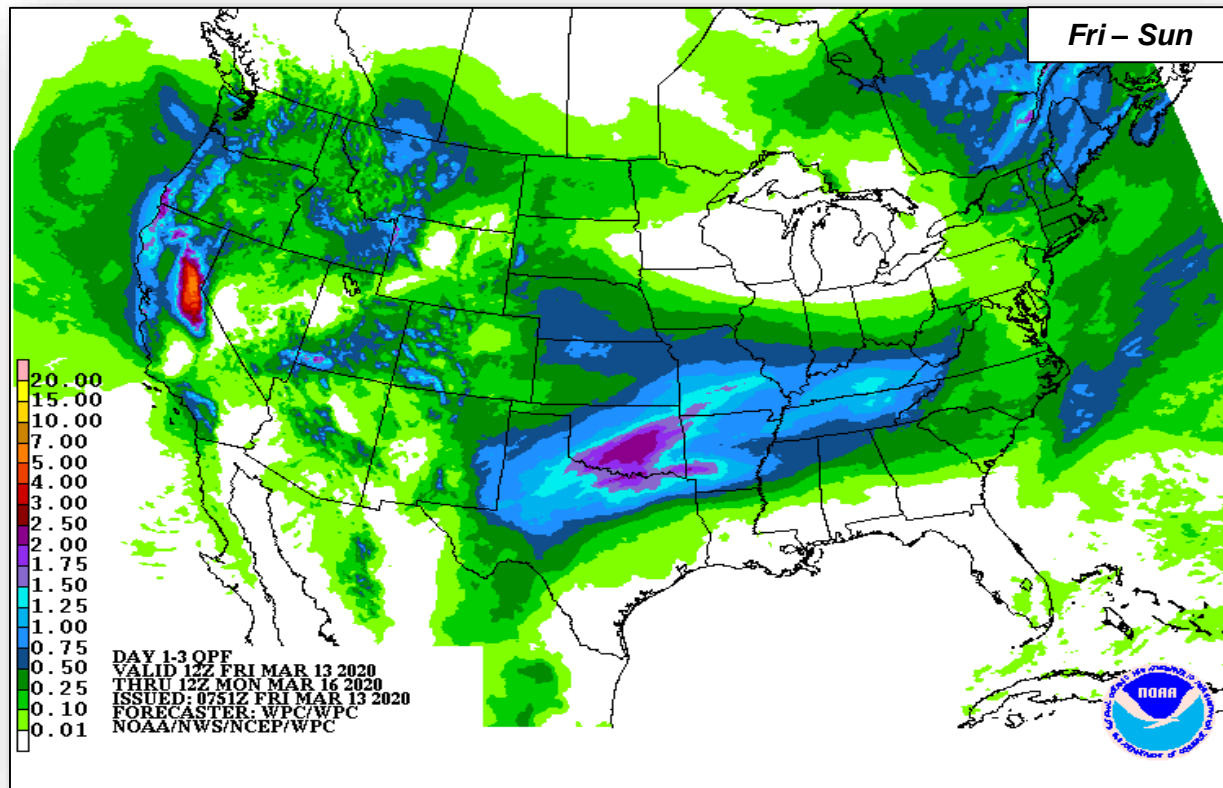 Fri – Sun
20.00
15.00
10.00
7.00
5.00
4.00
3.00
2.50
2.00
1.75
1.50
1.25
1.00
0.75
0.50
0.25
0.10
0.01
DAY 1-3 QPF
VALID 12Z FRI MAR 13 2020
THRU 12Z MON MAR 16 2020
ISSUED: 0751Z FRI MAR 13 2020
FORECASTER: WPC/WPC
NOAA/NWS/NCEP/WPC
NOAA